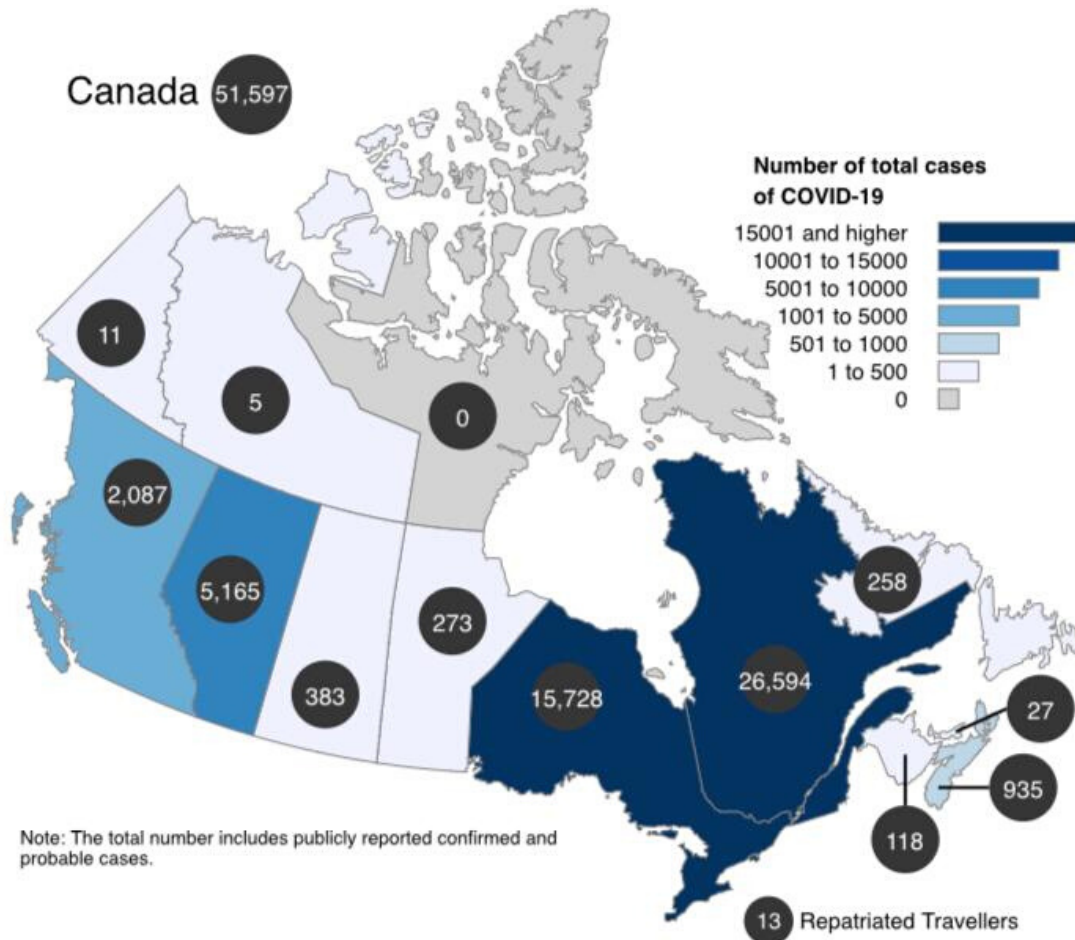 Canada 51,597
Number of total cases
of COVID-19
15001 and higher
10001 to 15000
5001 to 10000
1001 to 5000
501 to 1000
1 to 500
0
11
5
0
2,087
5,165
383
273
15,728
26,594
258
27
935
118
Note: The total number includes publicly reported confirmed and
probable cases.
13 Repatriated Travellers